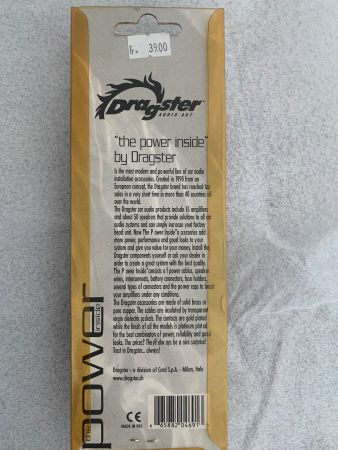 Fr. 39.00
Dragster
AUDIO ART
"the power inside"
by Dragster
Is the most modern and powerful line of car audio
installation accessories. Created in 1998 from an
European concept, the Dragster brand has reached top
sales in a very short time in more than 40 countries all
over the world.
The Dragster car audio products include 35 amplifiers
and about 50 speakers that provide solutions to all car
audio systems and can simply increase your factory
head unit. Now The P ower Inside"s accesories add
more power, performance and good looks to your
system and give you value for your money. Install the
Dragster components yourself or ask your dealer in
order to create a great system with the best quality.
The P ower Inside"consists of power cables, speaker
wires, interconnects, battery connectors, fuse holders,
several types of connectors and the power caps to boost
your amplifiers under any conditions.
The Dragster accessories are made of solid brass or
pure copper. The cables are insulated by transparent
virgin dielectric jackets. The contacts are gold plated
while the finish of all the models is platinum plated
for the best combination of power, reliability and good
looks. The prices? They'll also be a nice surprise!
Trust in Dragster... always!
Dragster - a division of Card S.p.A. - Milan, Italy
www.dragster.ch
the power
inside
CE
MADE IN PRC
6 65882 04691